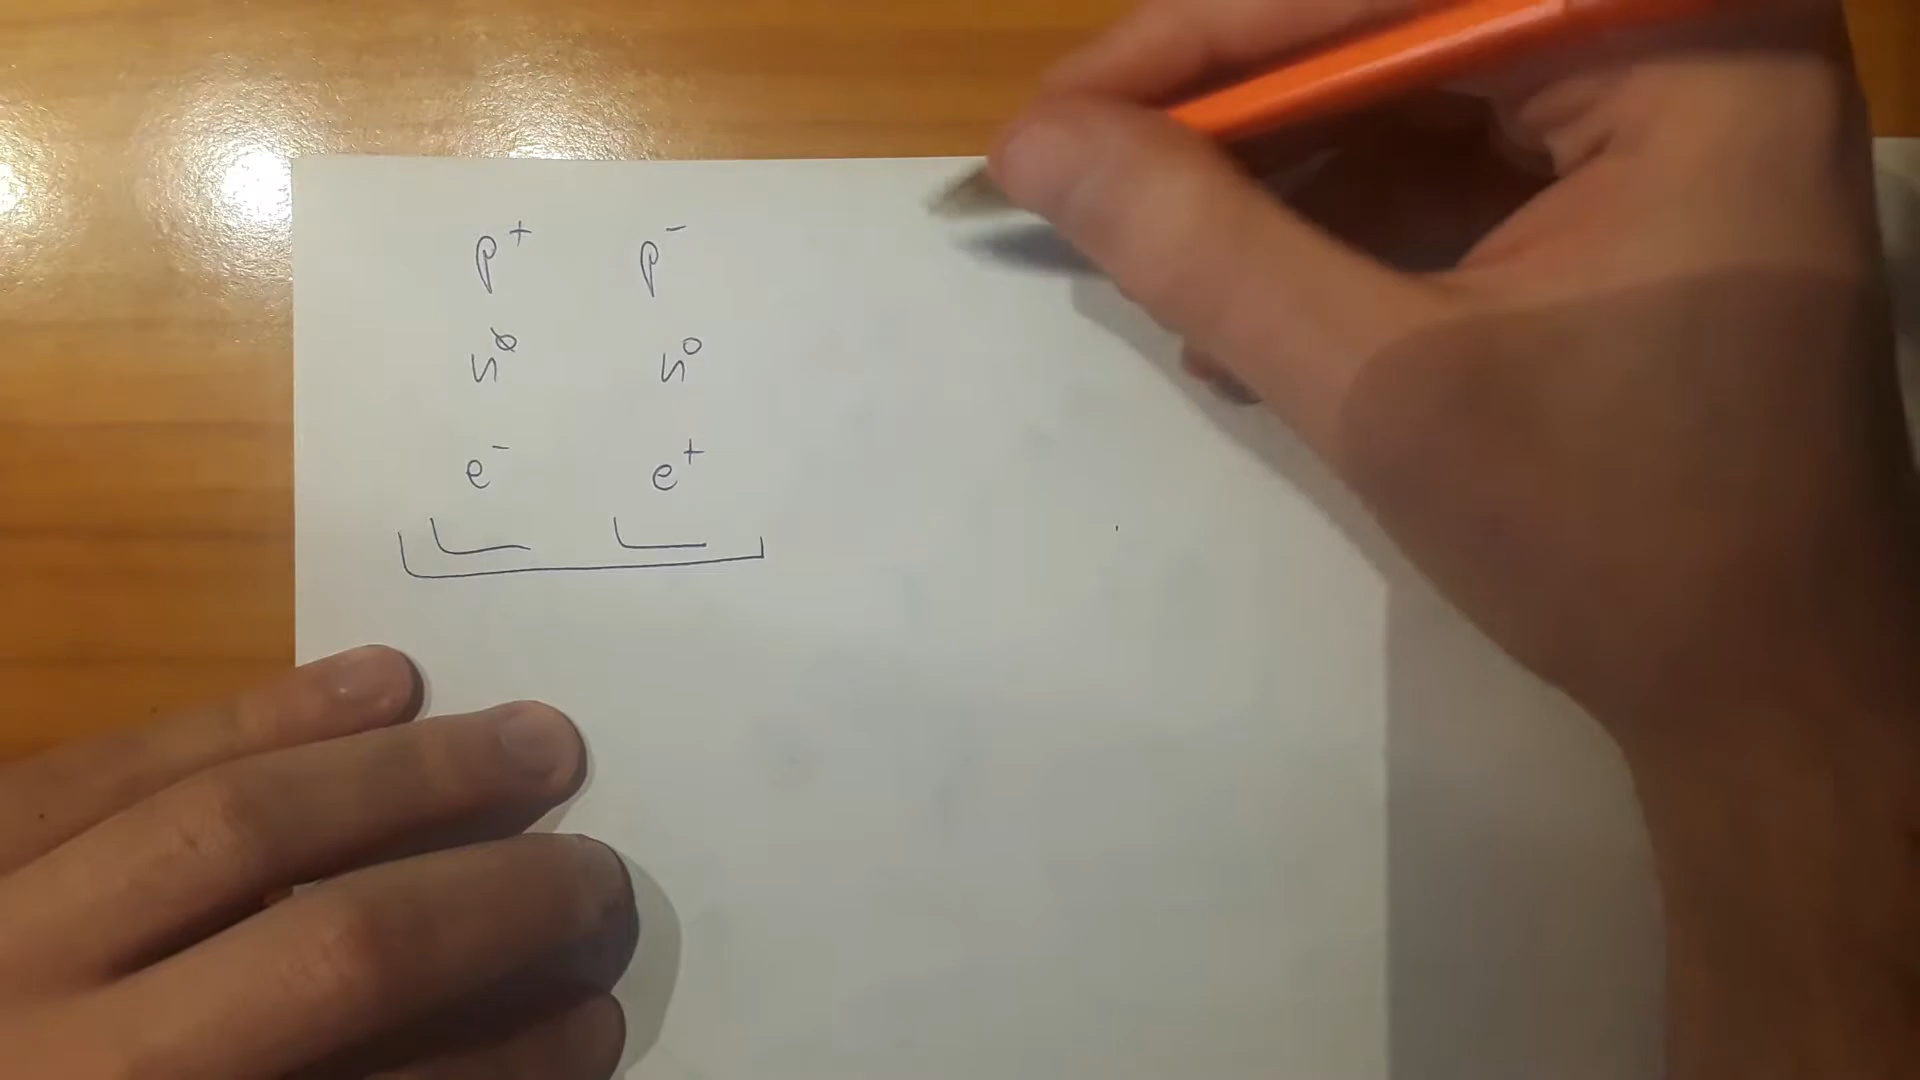 p⁺ p⁻
n⁰ n⁰
e⁻ e⁺